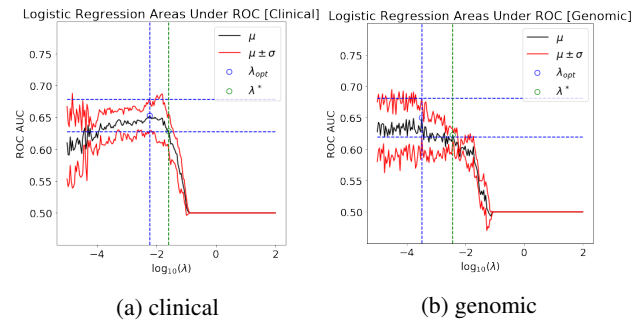 Logistic Regression Areas Under ROC [Clinical]
0.75
0.70
0.65
0.60
0.55
0.50
ROC AUC
μ
μ ± σ
λopt
λ*
−4
−2
0
2
log10(λ)
(a) clinical
Logistic Regression Areas Under ROC [Genomic]
0.75
0.70
0.65
0.60
0.55
0.50
ROC AUC
μ
μ ± σ
λopt
λ*
−4
−2
0
2
log10(λ)
(b) genomic